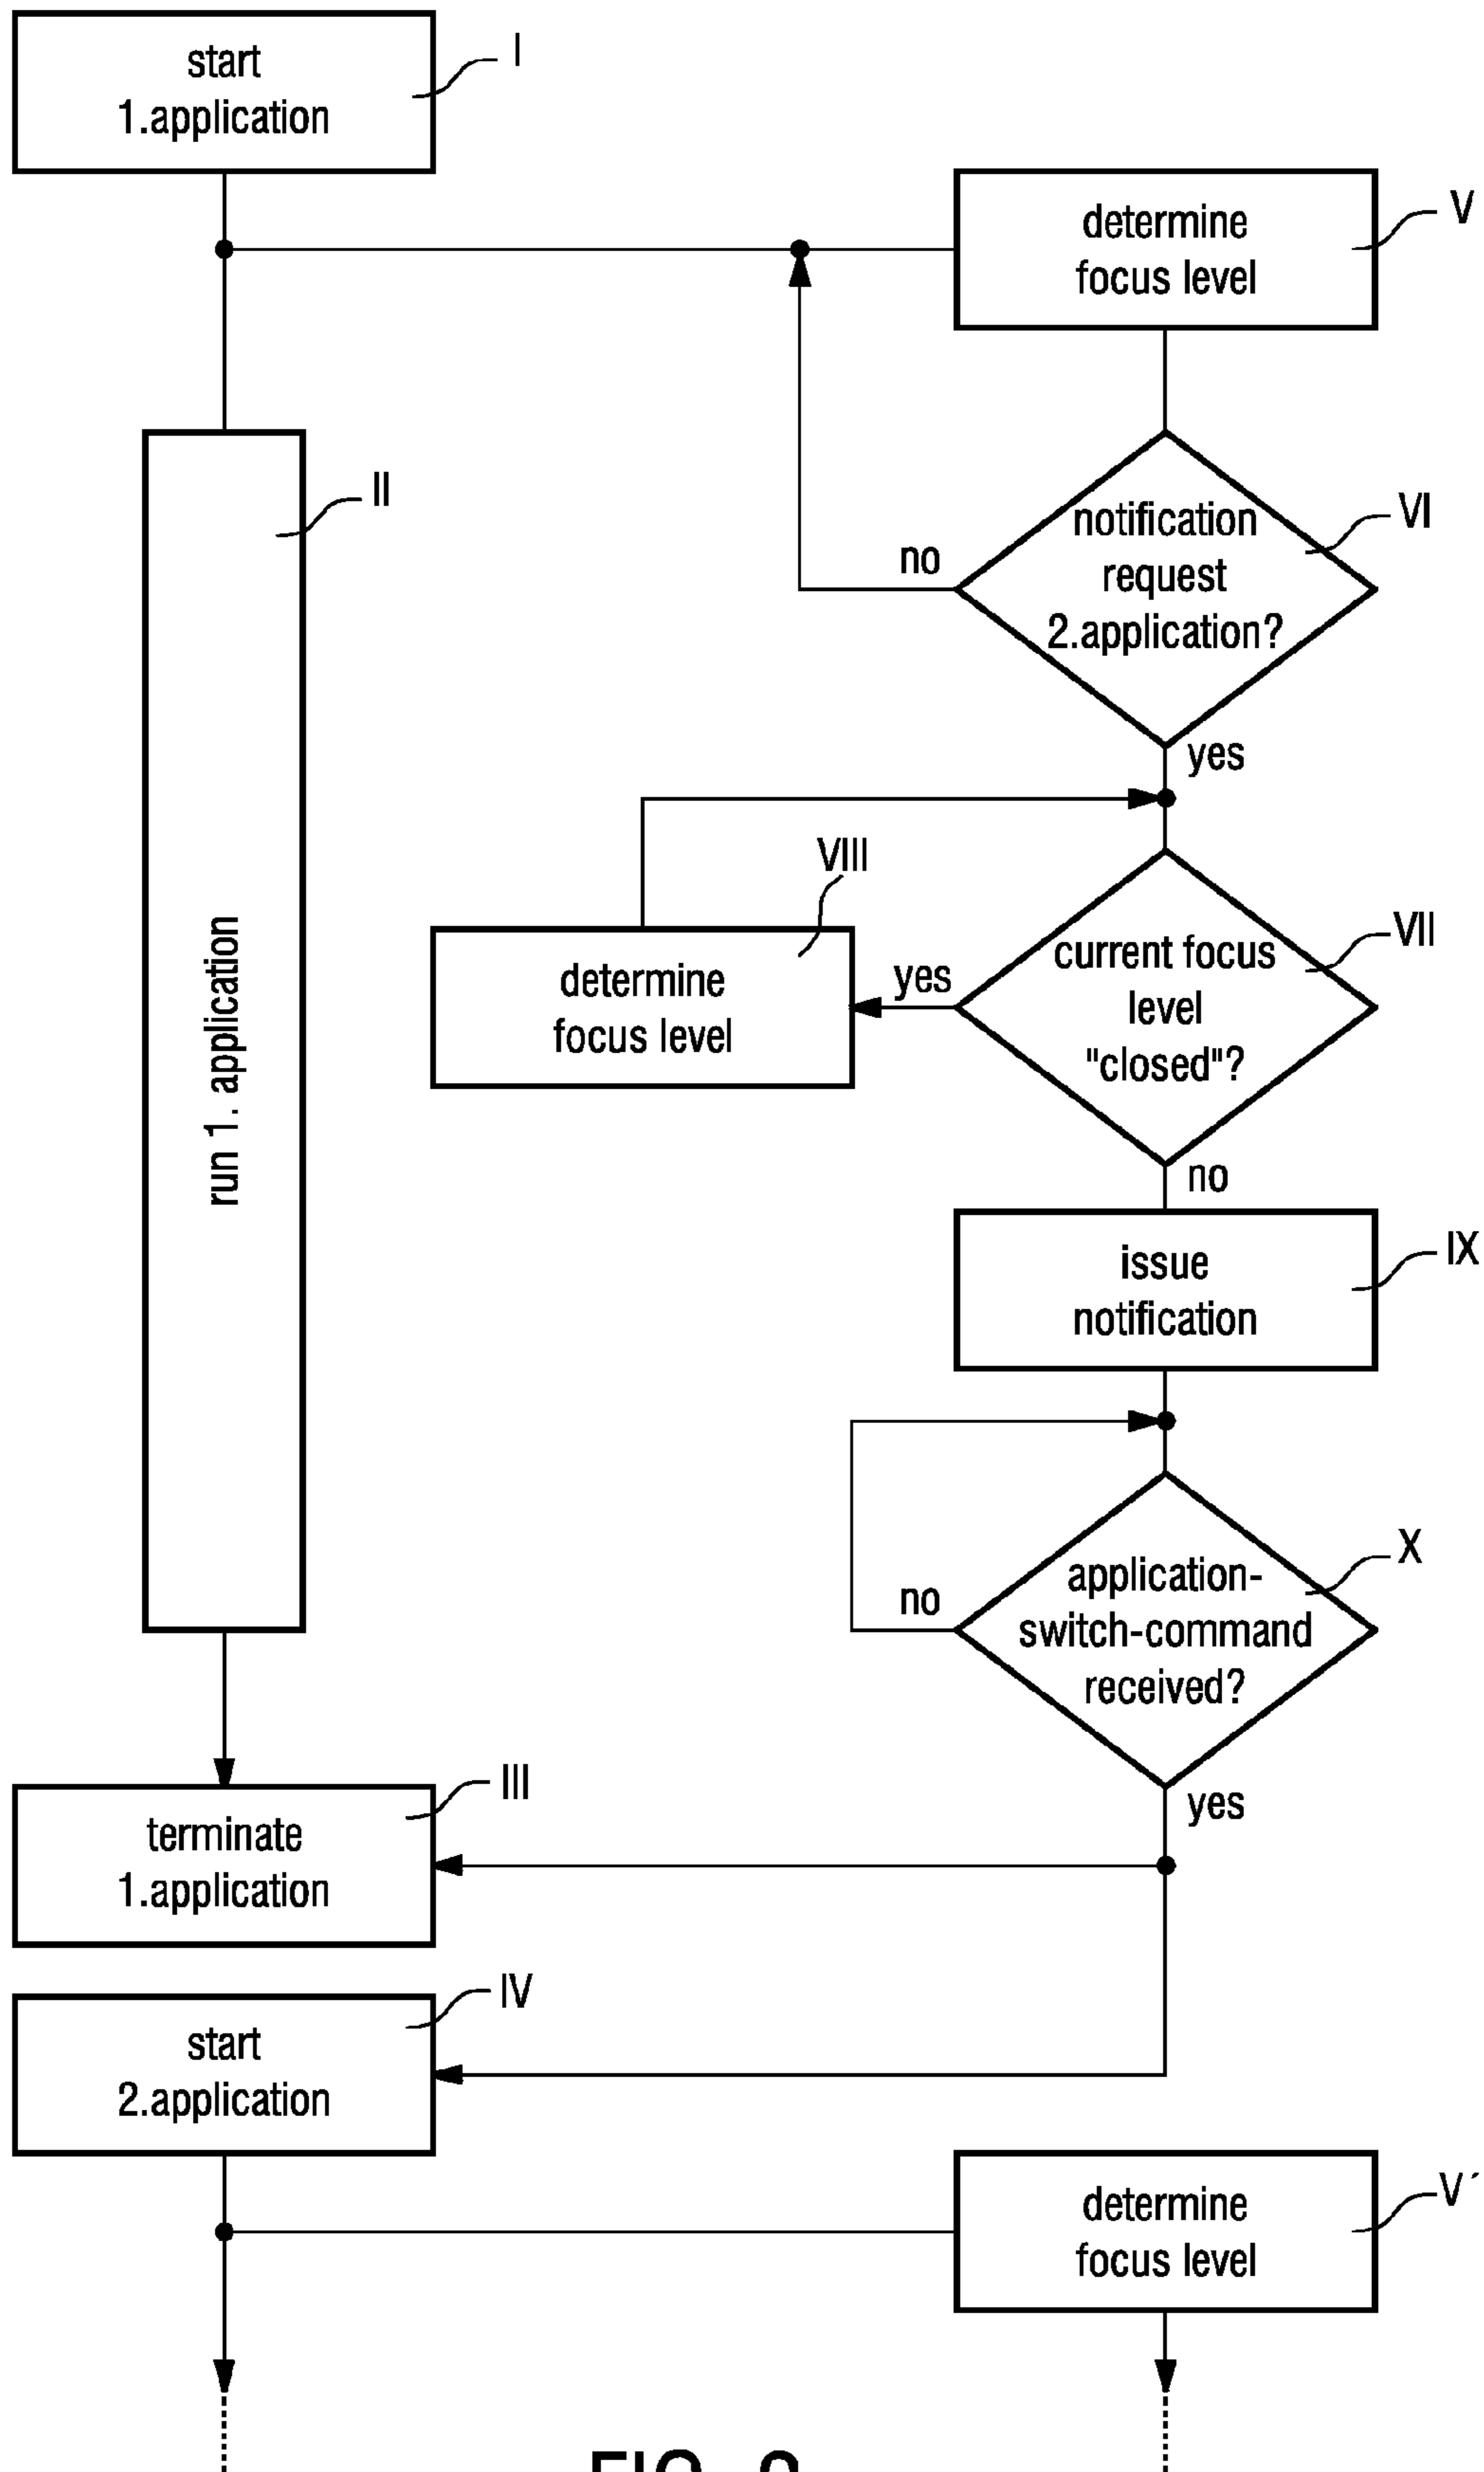 start
1.application
I
determine
focus level
V
II
notification
request
2.application?
VI
no
yes
VIII
determine
focus level
yes
current focus
level
"closed"?
VII
no
run 1. application
issue
notification
IX
application-
switch-command
received?
X
no
yes
terminate
1.application
III
start
2.application
IV
determine
focus level
V´